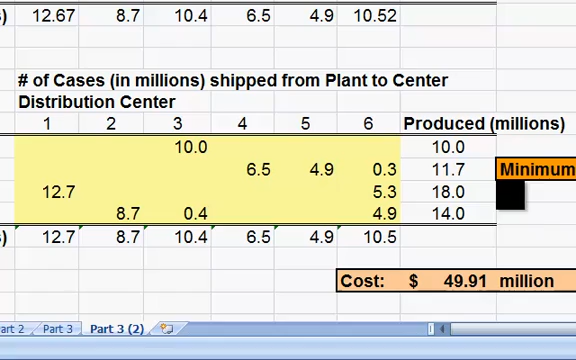 s) 12.67 8.7 10.4 6.5 4.9 10.52
# of Cases (in millions) shipped from Plant to Center
Distribution Center
1 2 3 4 5 6 Produced (millions)
10.0 10.0
6.5 4.9 0.3 11.7 Minimum
12.7 5.3 18.0
8.7 0.4 4.9 14.0
s) 12.7 8.7 10.4 6.5 4.9 10.5
Cost: $ 49.91 million
art 2 Part 3 Part 3 (2)